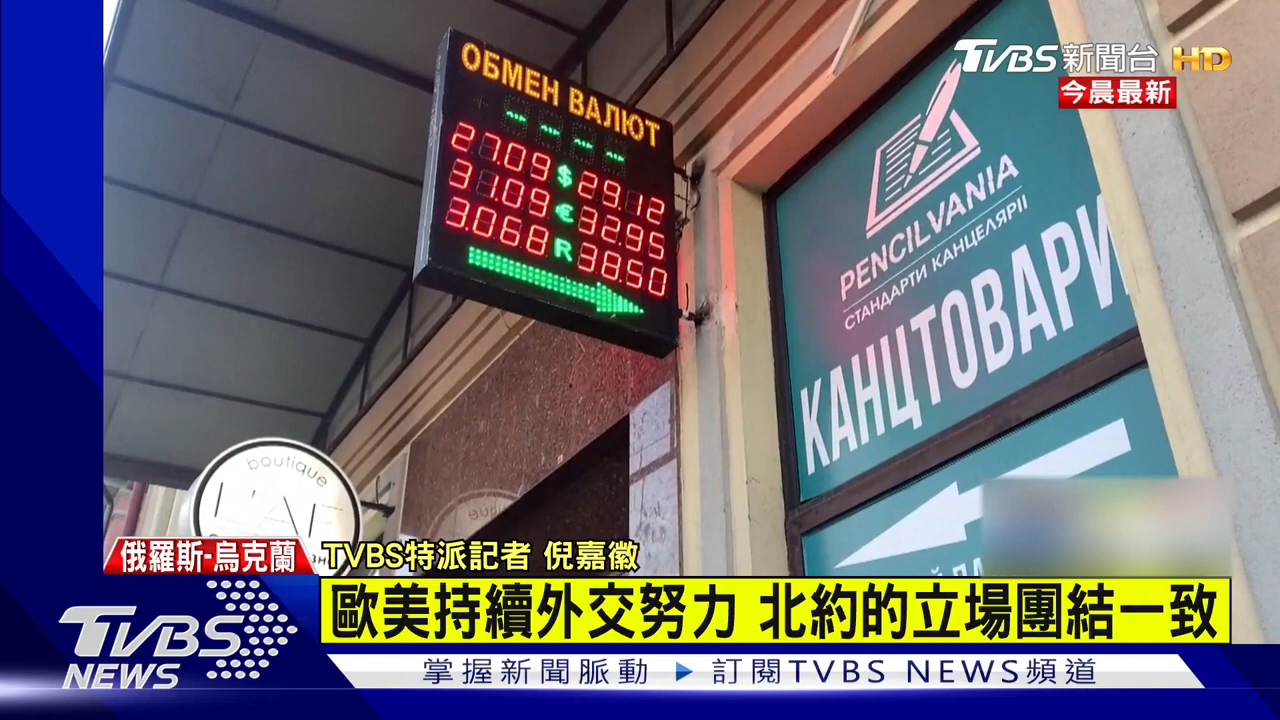 TVBS新聞台 HD
今晨最新
ОБМЕН ВАЛЮТ
27.09 $ 29.12
31.09 € 32.95
3.068 R 38.50
PENCILVANIA
СТАНДАРТИ КАНЦЕЛЯРІЇ
КАНЦТОВАРИ
boutique
俄羅斯-烏克蘭
TVBS特派記者 倪嘉徽
歐美持續外交努力 北約的立場團結一致
TVBS
NEWS
掌握新聞脈動 訂閱TVBS NEWS頻道